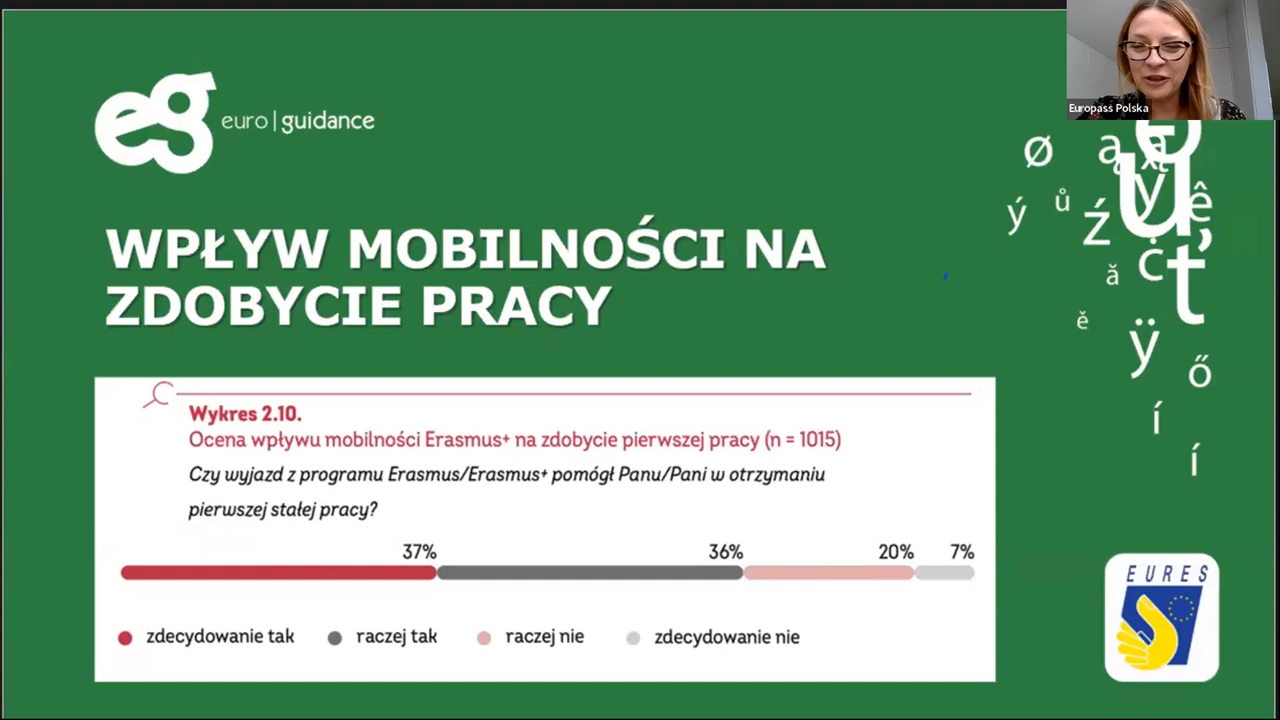 Europass Polska
eg euro | guidance
WPŁYW MOBILNOŚCI NA
ZDOBYCIE PRACY
Wykres 2.10.
Ocena wpływu mobilności Erasmus+ na zdobycie pierwszej pracy (n = 1015)
Czy wyjazd z programu Erasmus/Erasmus+ pomógł Panu/Pani w otrzymaniu
pierwszej stałej pracy?
37% 36% 20% 7%
zdecydowanie tak raczej tak raczej nie zdecydowanie nie
Ø ą
ý ů ź y ê
u
ă ċ t
ě ÿ ő
í
í
EURES